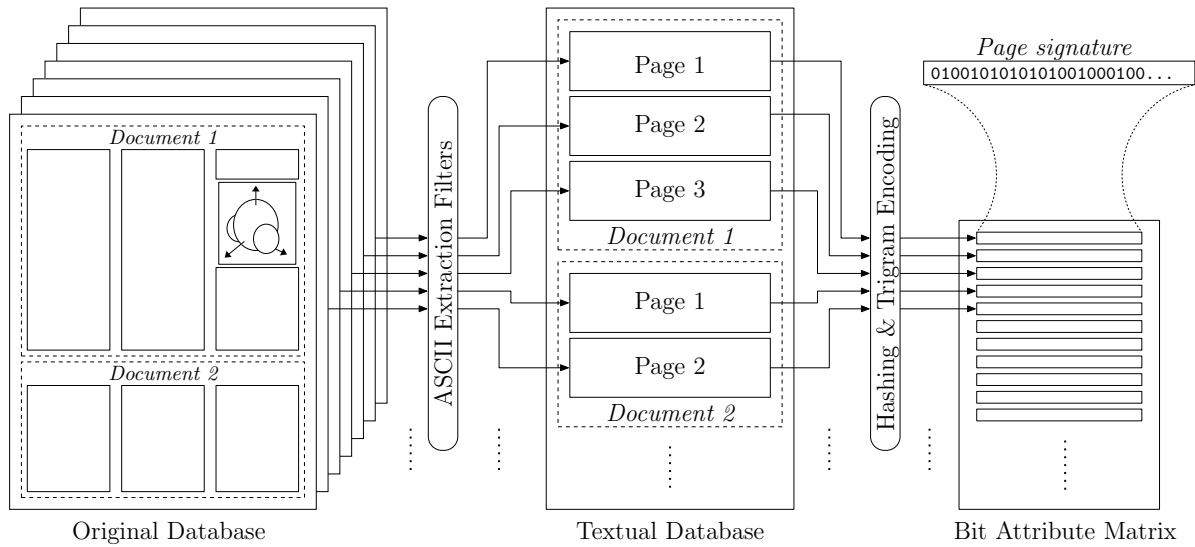 Document 1
Document 2
Original Database
ASCII Extraction Filters
Page 1
Page 2
Page 3
Document 1
Page 1
Page 2
Document 2
Textual Database
Hashing & Trigram Encoding
Page signature
0100101010101001000100...
Bit Attribute Matrix